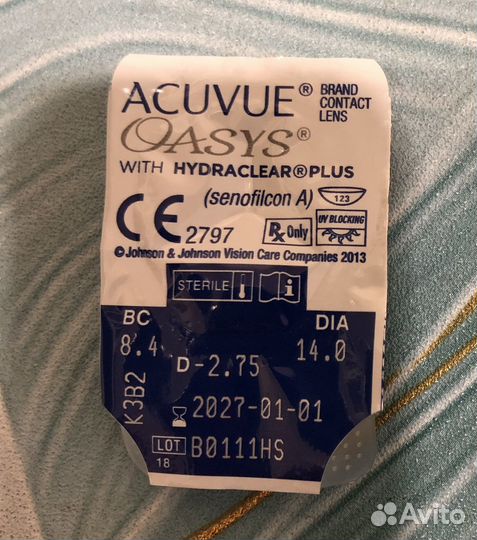 ACUVUE® BRAND
CONTACT
LENS
OASYS®
WITH HYDRACLEAR®PLUS
(senofilcon A) 123
CE 2797 Rx Only UV BLOCKING
©Johnson & Johnson Vision Care Companies 2013
STERILE i
BC DIA
8.4 D-2.75 14.0
K3B2
2027-01-01
LOT B0111HS
18
Avito